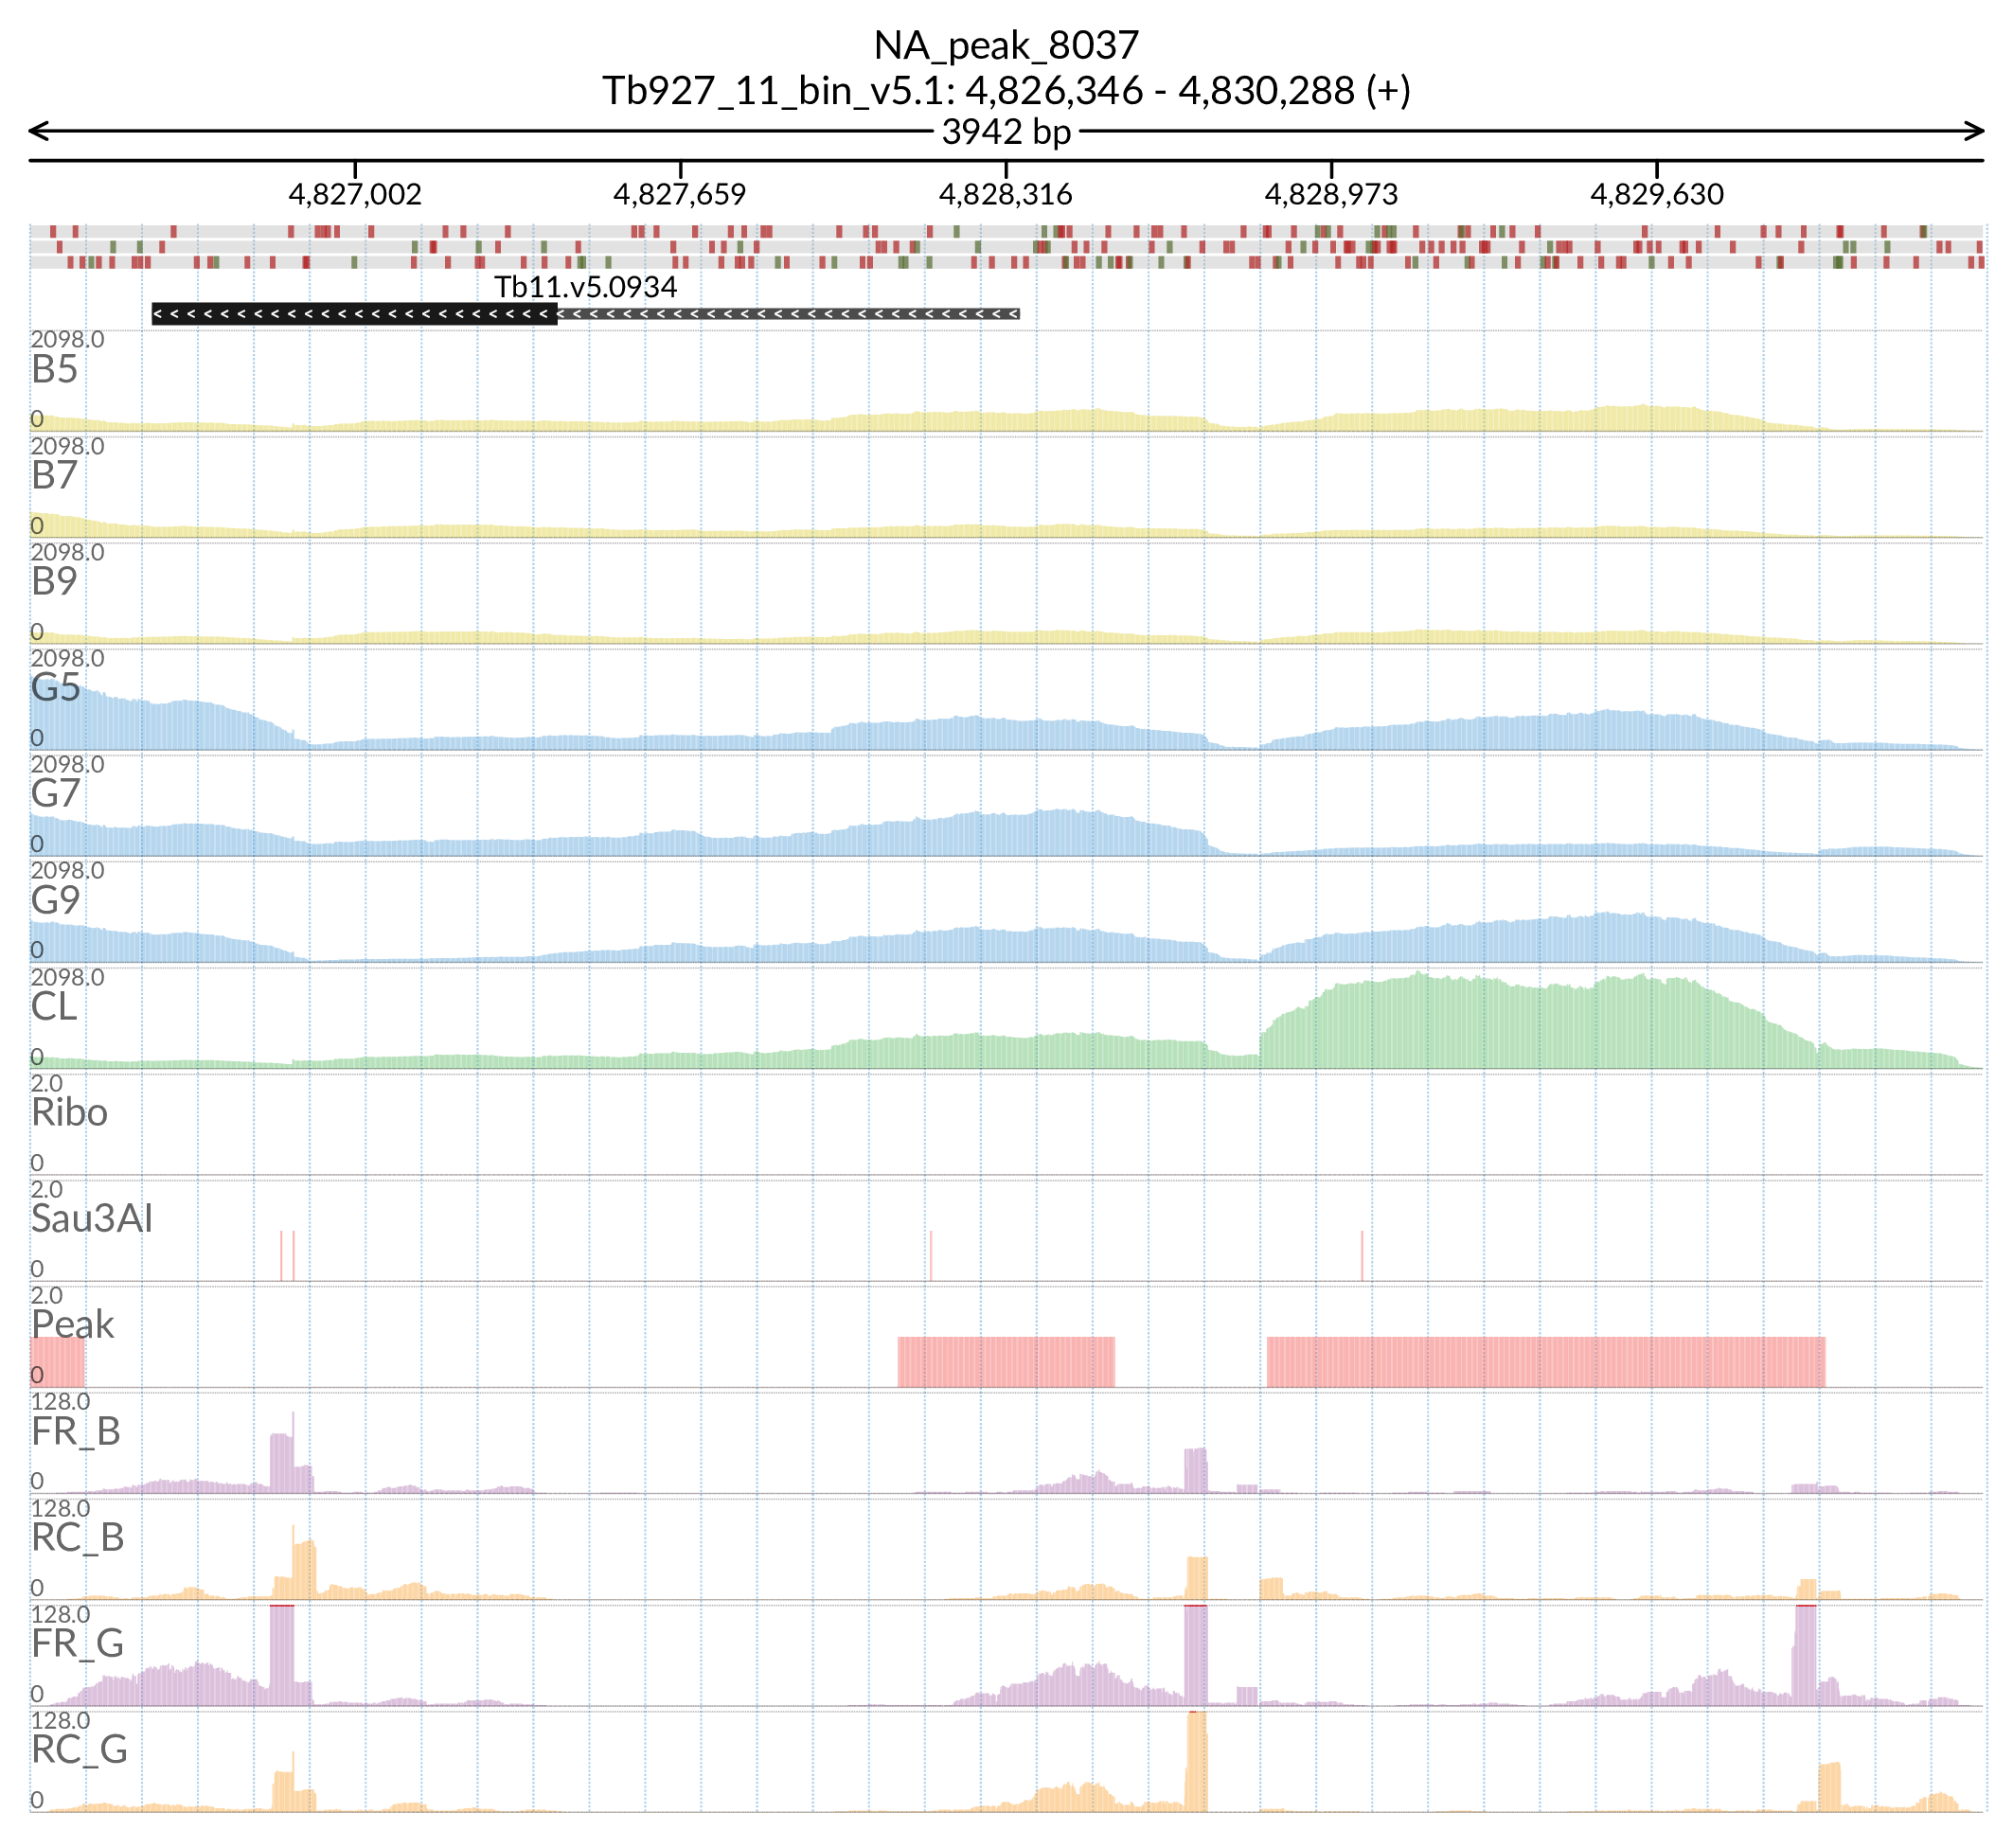 NA_peak_8037
Tb927_11_bin_v5.1: 4,826,346 - 4,830,288 (+)
3942 bp
4,827,002 4,827,659 4,828,316 4,828,973 4,829,630
Tb11.v5.0934
2098.0
B5
0
2098.0
B7
0
2098.0
B9
0
2098.0
G5
0
2098.0
G7
0
2098.0
G9
0
2098.0
CL
0
2.0
Ribo
0
2.0
Sau3AI
0
2.0
Peak
0
128.0
FR_B
0
128.0
RC_B
0
128.0
FR_G
0
128.0
RC_G
0